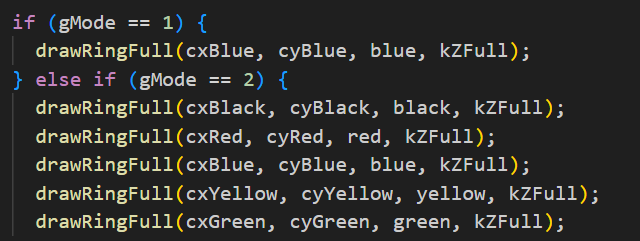 if (gMode == 1) {
  drawRingFull(cxBlue, cyBlue, blue, kZFull);
} else if (gMode == 2) {
  drawRingFull(cxBlack, cyBlack, black, kZFull);
  drawRingFull(cxRed, cyRed, red, kZFull);
  drawRingFull(cxBlue, cyBlue, blue, kZFull);
  drawRingFull(cxYellow, cyYellow, yellow, kZFull);
  drawRingFull(cxGreen, cyGreen, green, kZFull);